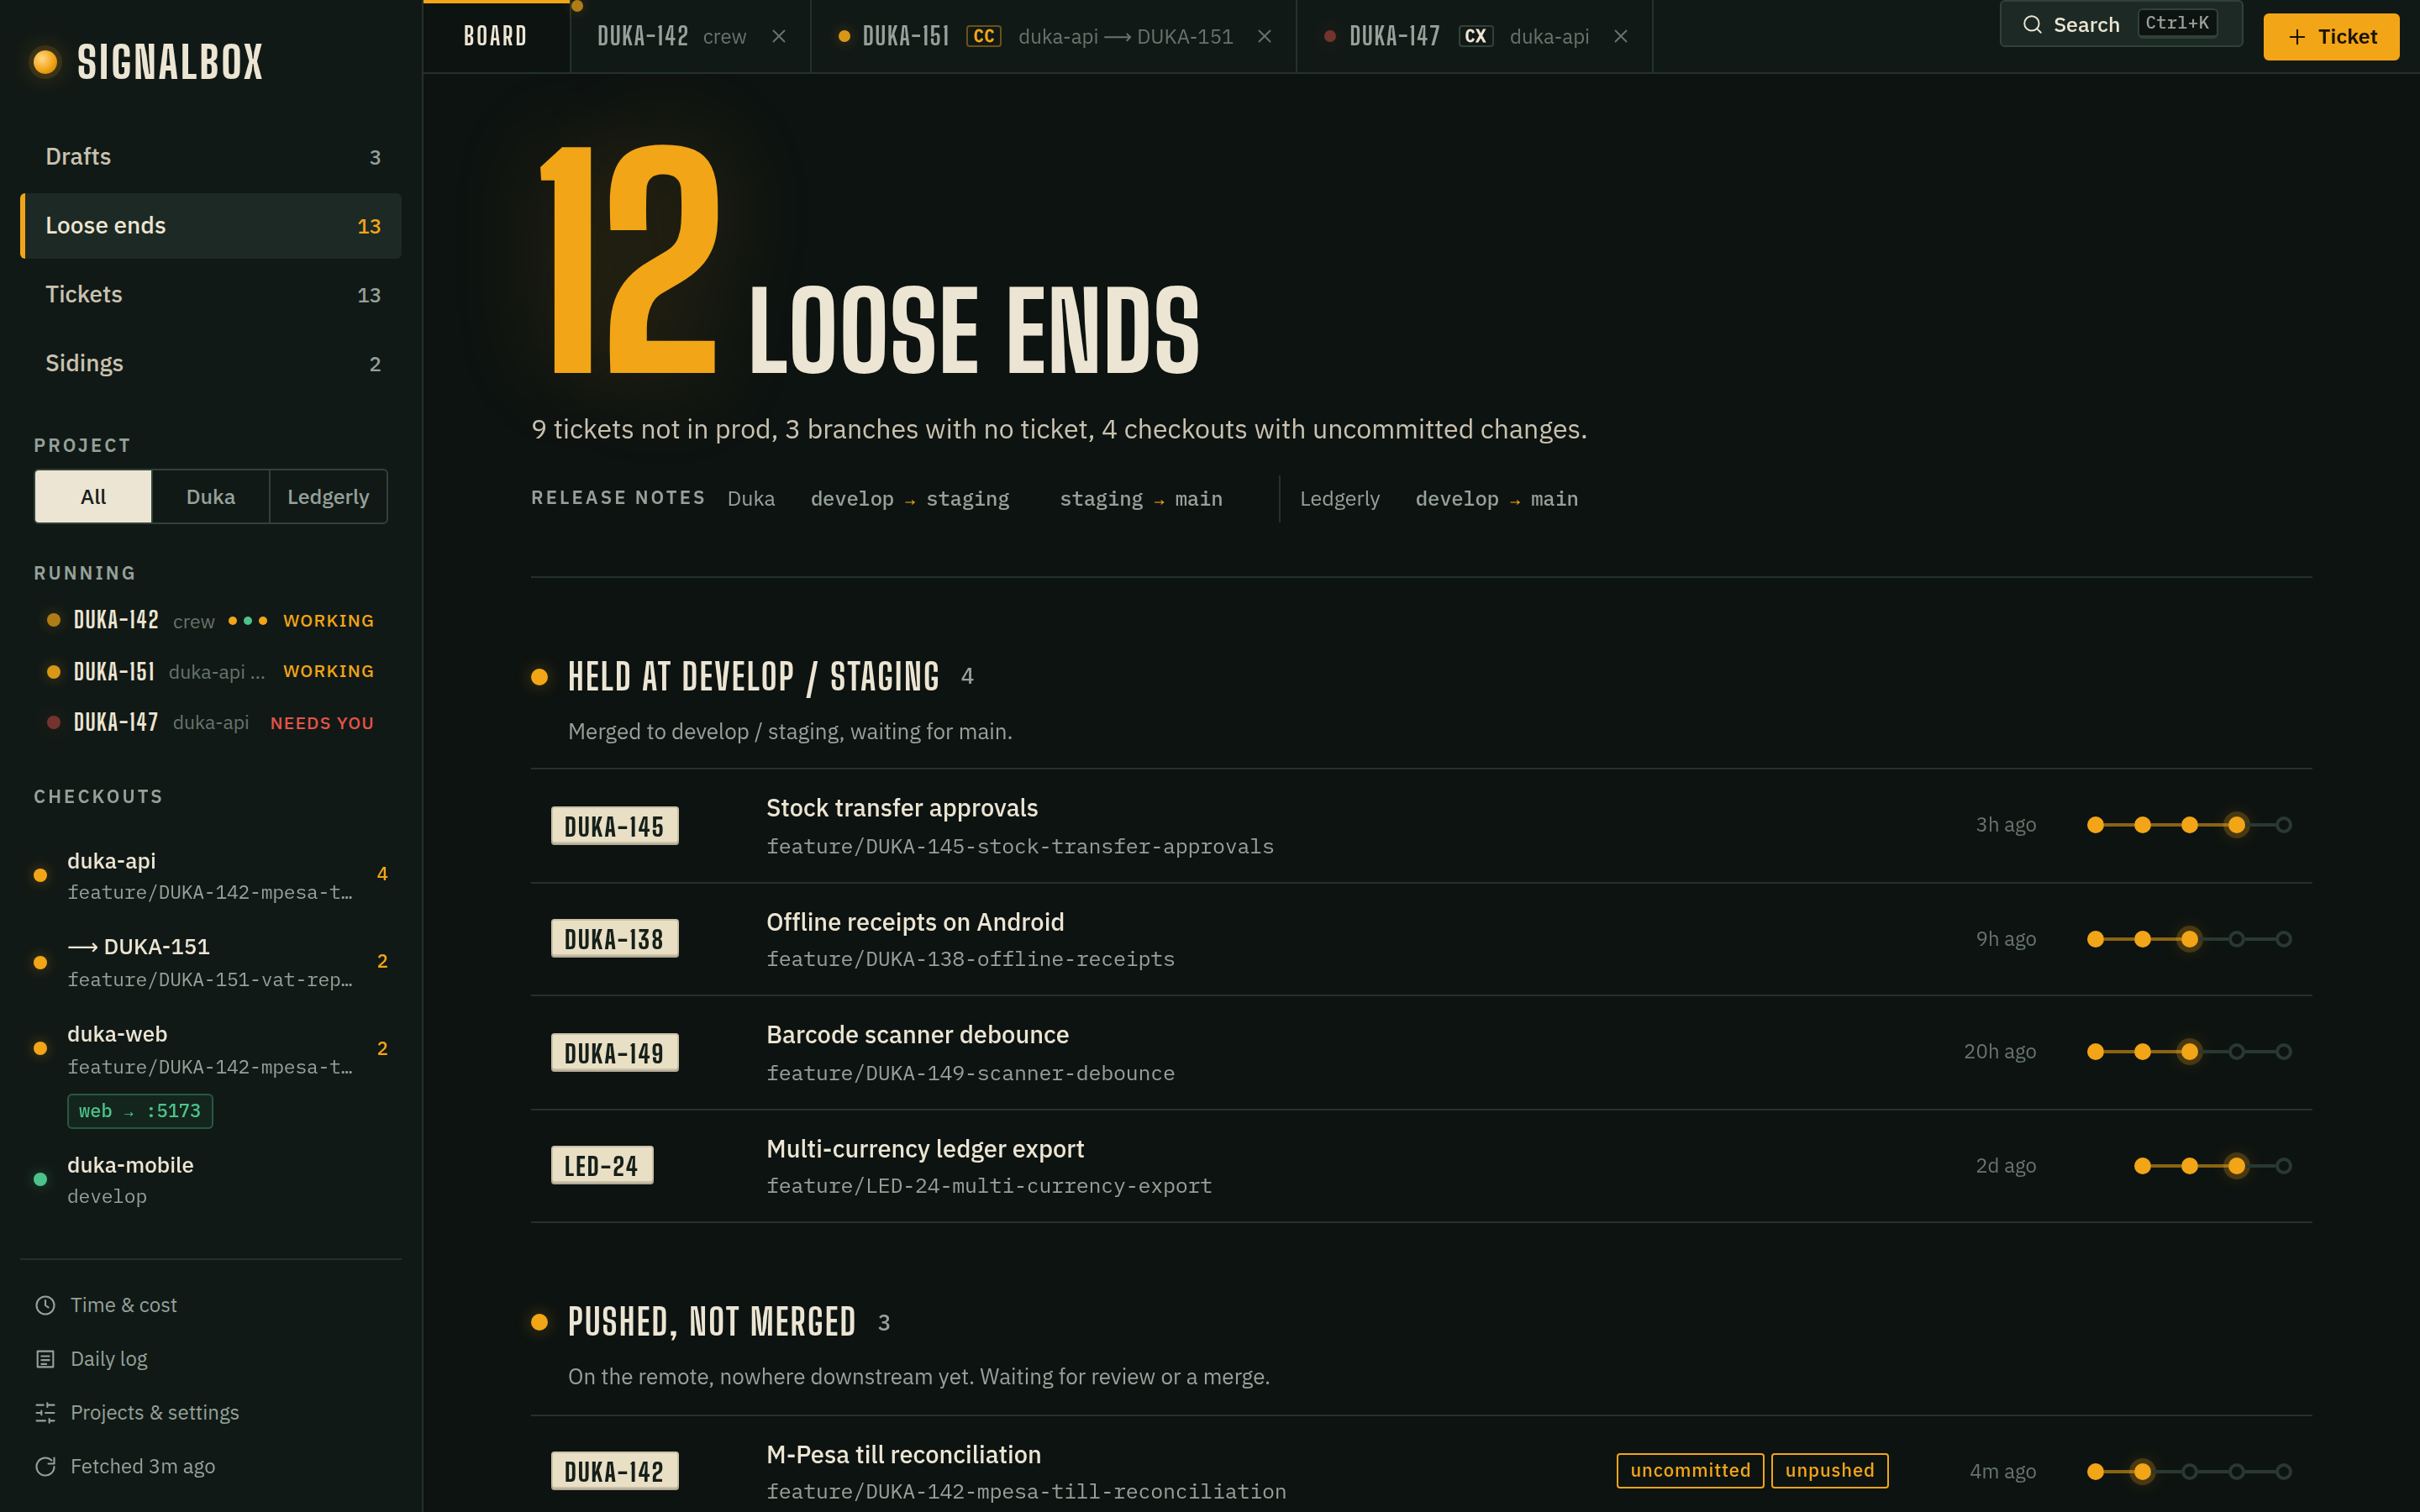 SIGNALBOX
Drafts 3
Loose ends 13
Tickets 13
Sidings 2
PROJECT
All Duka Ledgerly
RUNNING
DUKA-142 crew WORKING
DUKA-151 duka-api ... WORKING
DUKA-147 duka-api NEEDS YOU
CHECKOUTS
duka-api
feature/DUKA-142-mpesa-t… 4
⟶ DUKA-151
feature/DUKA-151-vat-rep… 2
duka-web
feature/DUKA-142-mpesa-t… 2
web → :5173
duka-mobile
develop
Time & cost
Daily log
Projects & settings
Fetched 3m ago
BOARD DUKA-142 crew × DUKA-151 CC duka-api ⟶ DUKA-151 × DUKA-147 CX duka-api × Search Ctrl+K + Ticket
12 LOOSE ENDS
9 tickets not in prod, 3 branches with no ticket, 4 checkouts with uncommitted changes.
RELEASE NOTES Duka develop → staging staging → main Ledgerly develop → main
HELD AT DEVELOP / STAGING 4
Merged to develop / staging, waiting for main.
DUKA-145 Stock transfer approvals 3h ago
feature/DUKA-145-stock-transfer-approvals
DUKA-138 Offline receipts on Android 9h ago
feature/DUKA-138-offline-receipts
DUKA-149 Barcode scanner debounce 20h ago
feature/DUKA-149-scanner-debounce
LED-24 Multi-currency ledger export 2d ago
feature/LED-24-multi-currency-export
PUSHED, NOT MERGED 3
On the remote, nowhere downstream yet. Waiting for review or a merge.
DUKA-142 M-Pesa till reconciliation uncommitted unpushed 4m ago
feature/DUKA-142-mpesa-till-reconciliation